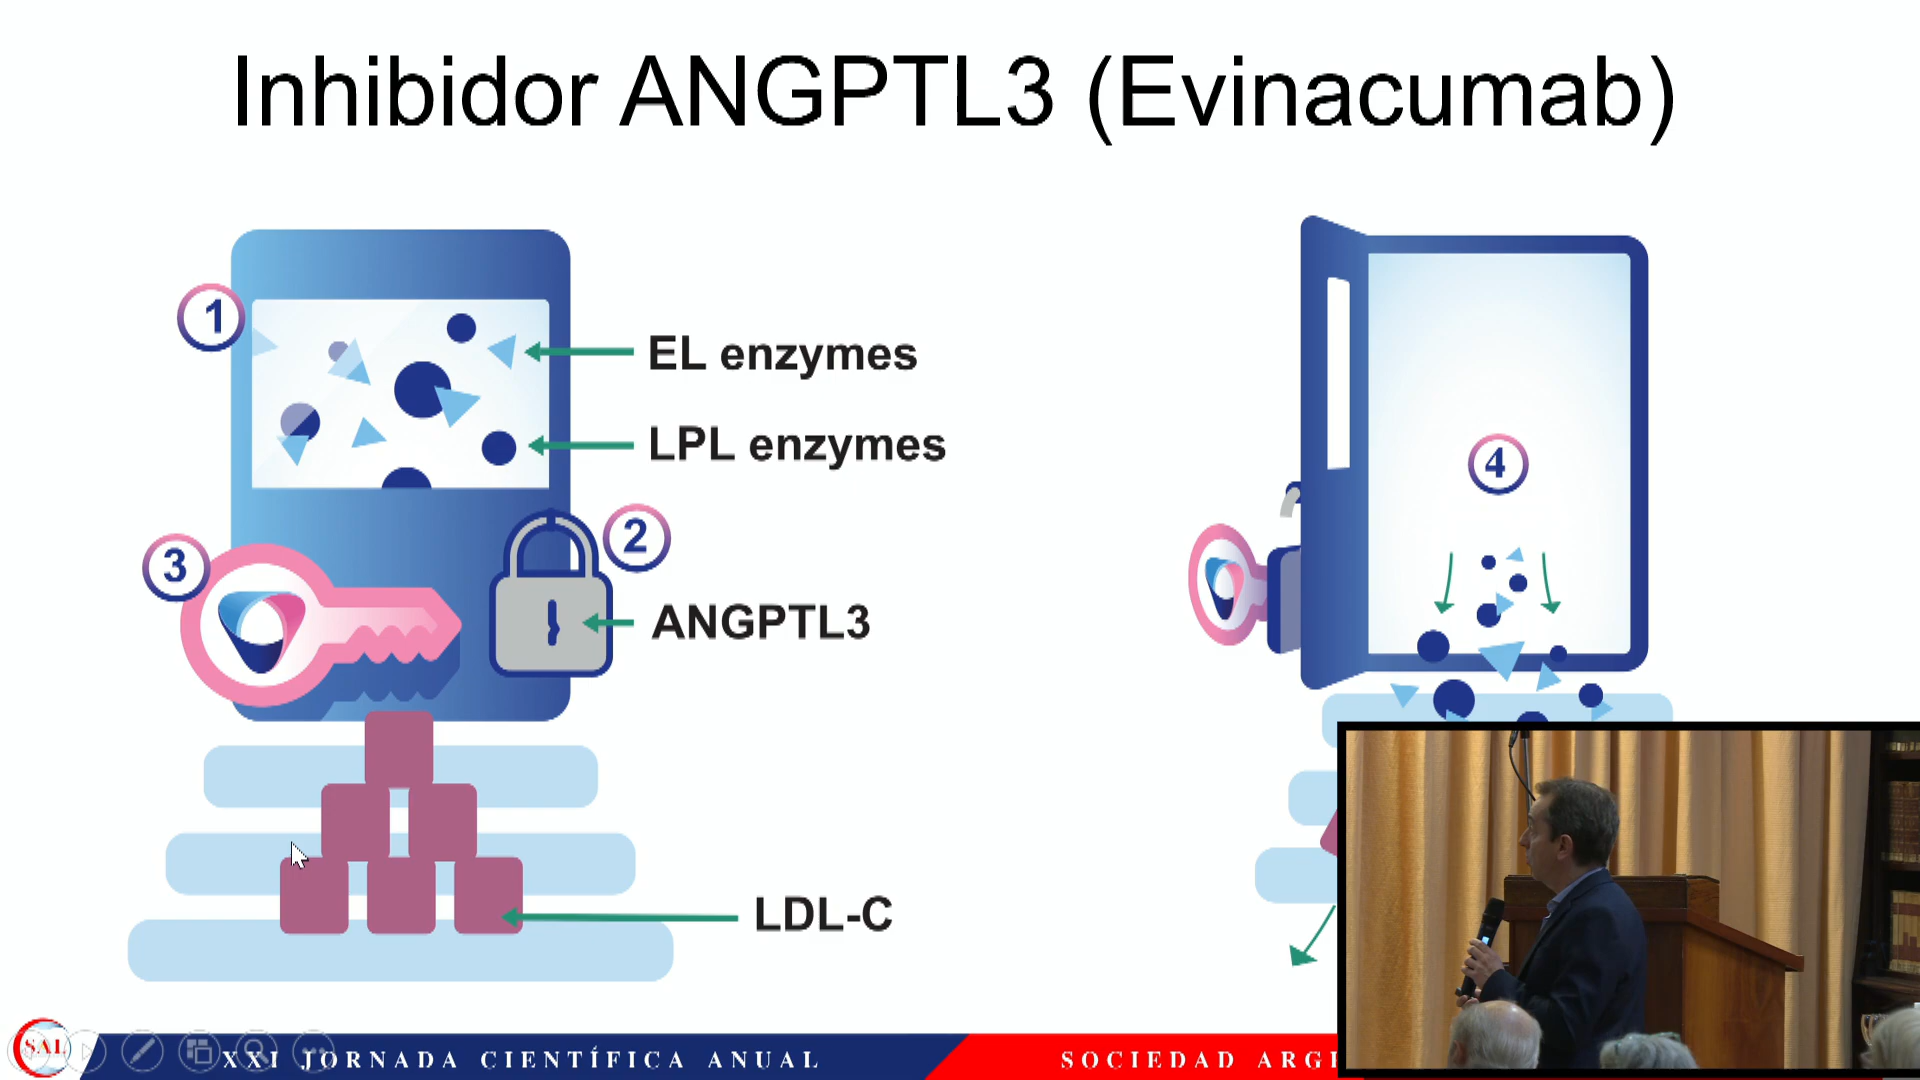 Inhibidor ANGPTL3 (Evinacumab)
1
EL enzymes
LPL enzymes
2
3
ANGPTL3
4
LDL-C
SAL
XXI JORNADA CIENTÍFICA ANUAL
SOCIEDAD ARGE